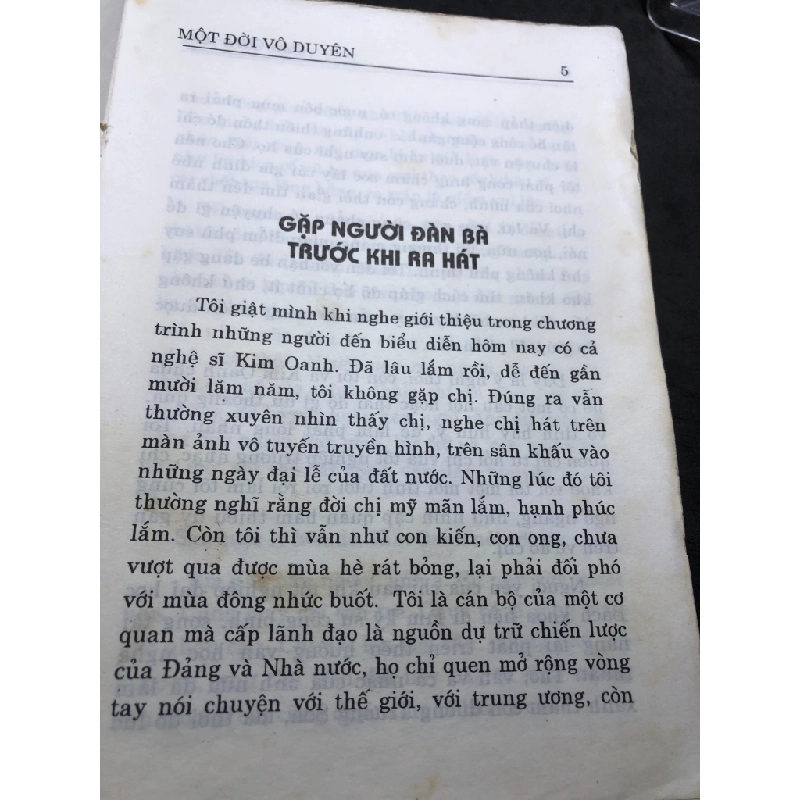 MỘT ĐỜI VÔ DUYÊN
5
GẶP NGƯỜI ĐÀN BÀ
TRƯỚC KHI RA HÁT
Tôi giật mình khi nghe giới thiệu trong chương
trình những người đến biểu diễn hôm nay có cả
nghệ sĩ Kim Oanh. Đã lâu lắm rồi, dễ đến gần
mười lăm năm, tôi không gặp chị. Đúng ra vẫn
thường xuyên nhìn thấy chị, nghe chị hát trên
màn ảnh vô tuyến truyền hình, trên sân khấu vào
những ngày đại lễ của đất nước. Những lúc đó tôi
thường nghĩ rằng đời chị mỹ mãn lắm, hạnh phúc
lắm. Còn tôi thì vẫn như con kiến, con ong, chưa
vượt qua được mùa hè rát bỏng, lại phải đối phó
với mùa đông nhức buốt. Tôi là cán bộ của một cơ
quan mà cấp lãnh đạo là nguồn dự trữ chiến lược
của Đảng và Nhà nước, họ chỉ quen mở rộng vòng
tay nói chuyện với thế giới, với trung ương, còn